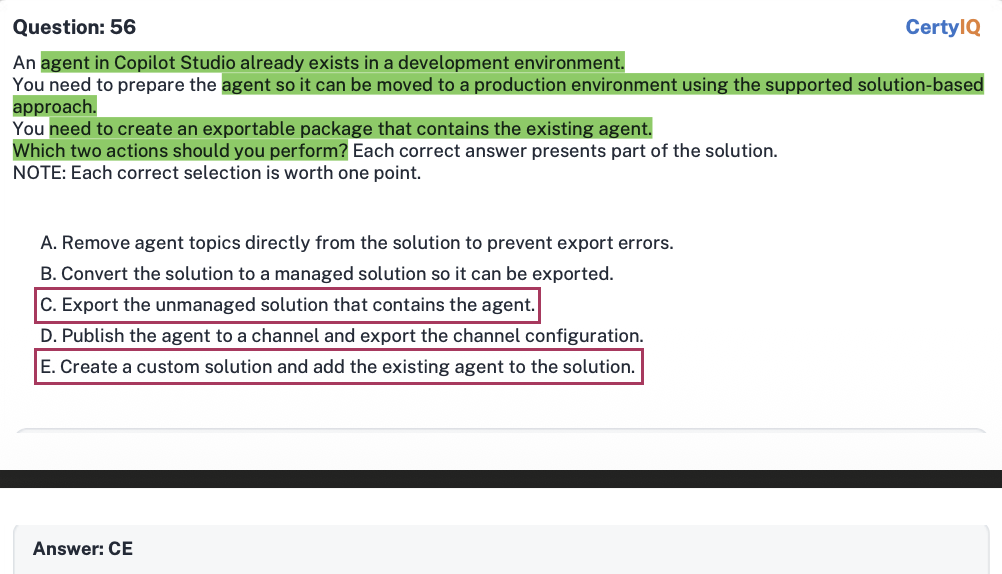 Question: 56
CertyIQ
An agent in Copilot Studio already exists in a development environment.
You need to prepare the agent so it can be moved to a production environment using the supported solution-based
approach.
You need to create an exportable package that contains the existing agent.
Which two actions should you perform? Each correct answer presents part of the solution.
NOTE: Each correct selection is worth one point.
A. Remove agent topics directly from the solution to prevent export errors.
B. Convert the solution to a managed solution so it can be exported.
C. Export the unmanaged solution that contains the agent.
D. Publish the agent to a channel and export the channel configuration.
E. Create a custom solution and add the existing agent to the solution.
Answer: CE